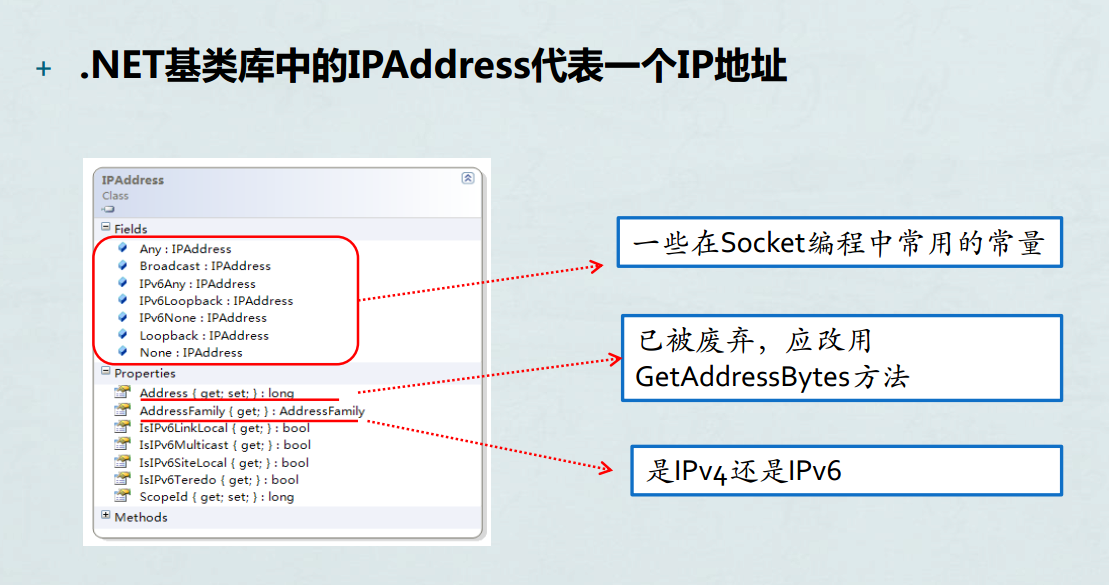 + .NET基类库中的IPAddress代表一个IP地址
IPAddress
Class
Fields
Any : IPAddress
Broadcast : IPAddress
IPv6Any : IPAddress
IPv6Loopback : IPAddress
IPv6None : IPAddress
Loopback : IPAddress
None : IPAddress
Properties
Address { get; set; } : long
AddressFamily { get; } : AddressFamily
IsIPv6LinkLocal { get; } : bool
IsIPv6Multicast { get; } : bool
IsIPv6SiteLocal { get; } : bool
IsIPv6Teredo { get; } : bool
ScopeId { get; set; } : long
Methods
一些在Socket编程中常用的常量
已被废弃，应改用
GetAddressBytes方法
是IPv4还是IPv6